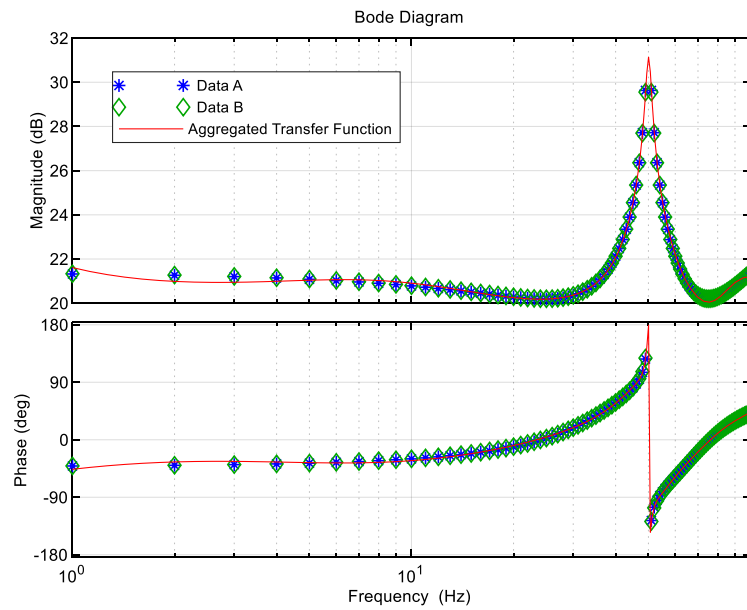 Bode Diagram
32
30
28
26
24
22
20
Magnitude (dB)
Data A
Data B
Aggregated Transfer Function
180
90
0
-90
-180
Phase (deg)
10^0
10^1
Frequency (Hz)